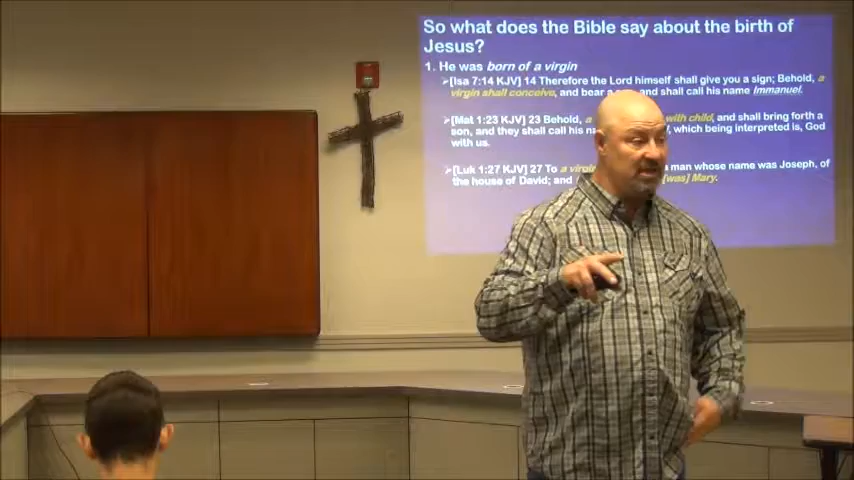 So what does the Bible say about the birth of
Jesus?
1. He was born of a virgin
[Isa 7:14 KJV] 14 Therefore the Lord himself shall give you a sign; Behold, a
virgin shall conceive, and bear a shall call his name Immanuel.
[Mat 1:23 KJV] 23 Behold, a with child, and shall bring forth a
son, and they shall call his which being interpreted is, God
with us.
[Luk 1:27 KJV] 27 To a a man whose name was Joseph, of
the house of David; and [was] Mary.